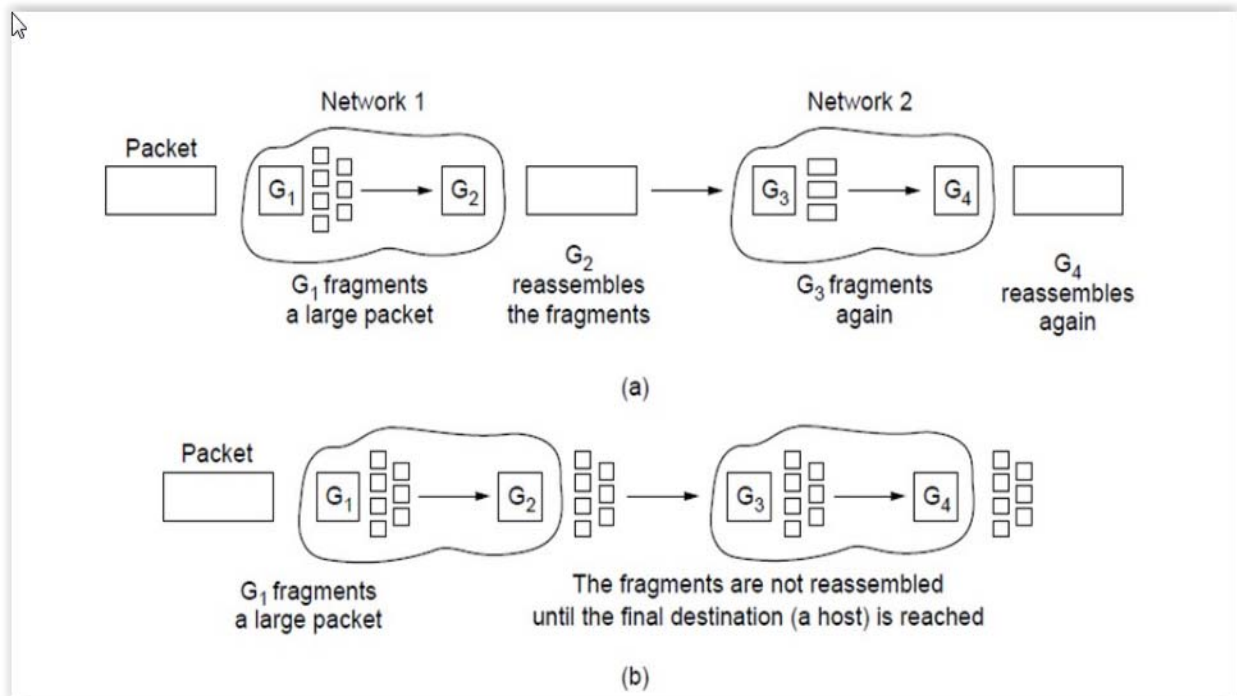 Network 1
Network 2
Packet
G₁
G₂
G₃
G₄
G₁ fragments
a large packet
G₂
reassembles
the fragments
G₃ fragments
again
G₄
reassembles
again
(a)
Packet
G₁
G₂
G₃
G₄
G₁ fragments
a large packet
The fragments are not reassembled
until the final destination (a host) is reached
(b)